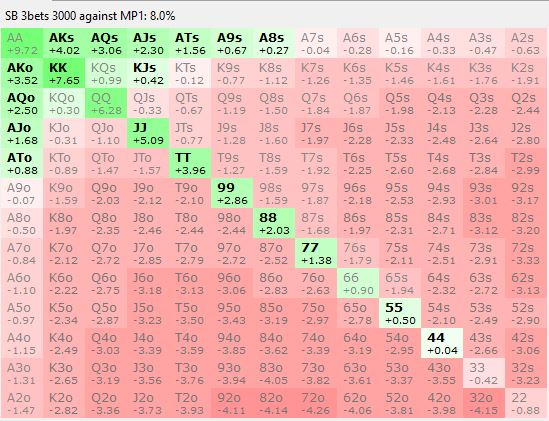 SB 3bets 3000 against MP1: 8.0%
AA AKs AQs AJs ATs A9s A8s A7s A6s A5s A4s A3s A2s
+9.72 +4.02 +3.06 +2.30 +1.56 +0.67 +0.27 -0.04 -0.28 -0.16 -0.33 -0.47 -0.63
AKo KK KQs KJs KTs K9s K8s K7s K6s K5s K4s K3s K2s
+3.52 +7.65 +0.99 +0.42 -0.12 -0.77 -1.12 -1.26 -1.35 -1.46 -1.61 -1.76 -1.91
AQo KQo QQ QJs QTs Q9s Q8s Q7s Q6s Q5s Q4s Q3s Q2s
+2.50 +0.30 +6.28 -0.33 -0.67 -1.19 -1.50 -1.84 -1.87 -1.98 -2.13 -2.28 -2.44
AJo KJo QJo JJ JTs J9s J8s J7s J6s J5s J4s J3s J2s
+1.68 -0.31 -1.10 +5.09 -0.77 -1.28 -1.60 -1.97 -2.28 -2.33 -2.48 -2.64 -2.80
ATo KTo QTo JTo TT T9s T8s T7s T6s T5s T4s T3s T2s
+0.88 -0.89 -1.47 -1.57 +3.96 -1.27 -1.59 -1.92 -2.25 -2.60 -2.68 -2.84 -2.99
A9o K9o Q9o J9o T9o 99 98s 97s 96s 95s 94s 93s 92s
-0.07 -1.59 -2.03 -2.12 -2.10 +2.86 -1.59 -1.87 -2.18 -2.53 -2.93 -3.01 -3.17
A8o K8o Q8o J8o T8o 98o 88 87s 86s 85s 84s 83s 82s
-0.50 -1.97 -2.35 -2.46 -2.44 -2.44 +2.03 -1.68 -1.97 -2.31 -2.71 -3.12 -3.20
A7o K7o Q7o J7o T7o 97o 87o 77 76s 75s 74s 73s 72s
-0.84 -2.12 -2.72 -2.85 -2.79 -2.72 -2.52 +1.38 -1.79 -2.11 -2.51 -2.91 -3.33
A6o K6o Q6o J6o T6o 96o 86o 76o 66 65s 64s 63s 62s
-1.10 -2.22 -2.75 -3.18 -3.13 -3.06 -2.83 -2.63 +0.90 -1.94 -2.32 -2.72 -3.13
A5o K5o Q5o J5o T5o 95o 85o 75o 65o 55 54s 53s 52s
-0.97 -2.34 -2.87 -3.23 -3.50 -3.43 -3.19 -2.97 -2.78 +0.50 -2.10 -2.49 -2.90
A4o K4o Q4o J4o T4o 94o 84o 74o 64o 54o 44 43s 42s
-1.15 -2.49 -3.03 -3.39 -3.59 -3.85 -3.62 -3.39 -3.19 -2.95 +0.04 -2.66 -3.06
A3o K3o Q3o J3o T3o 93o 83o 73o 63o 53o 43o 33 32s
-1.31 -2.65 -3.19 -3.56 -3.76 -3.94 -4.05 -3.82 -3.61 -3.37 -3.55 -0.42 -3.23
A2o K2o Q2o J2o T2o 92o 82o 72o 62o 52o 42o 32o 22
-1.47 -2.82 -3.36 -3.73 -3.93 -4.11 -4.14 -4.26 -4.06 -3.81 -3.98 -4.15 -0.88